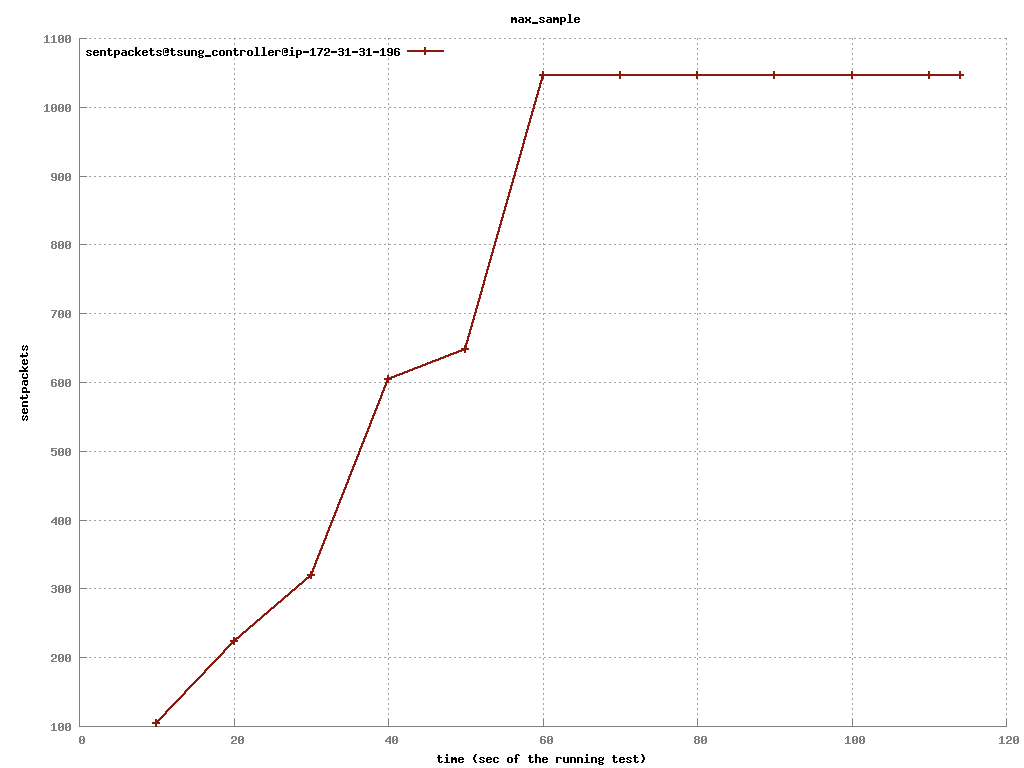 max_sample
sentpackets@tsung_controller@ip-172-31-31-196
1100
1000
900
800
700
600
500
400
300
200
100
sentpackets
0 20 40 60 80 100 120
time (sec of the running test)